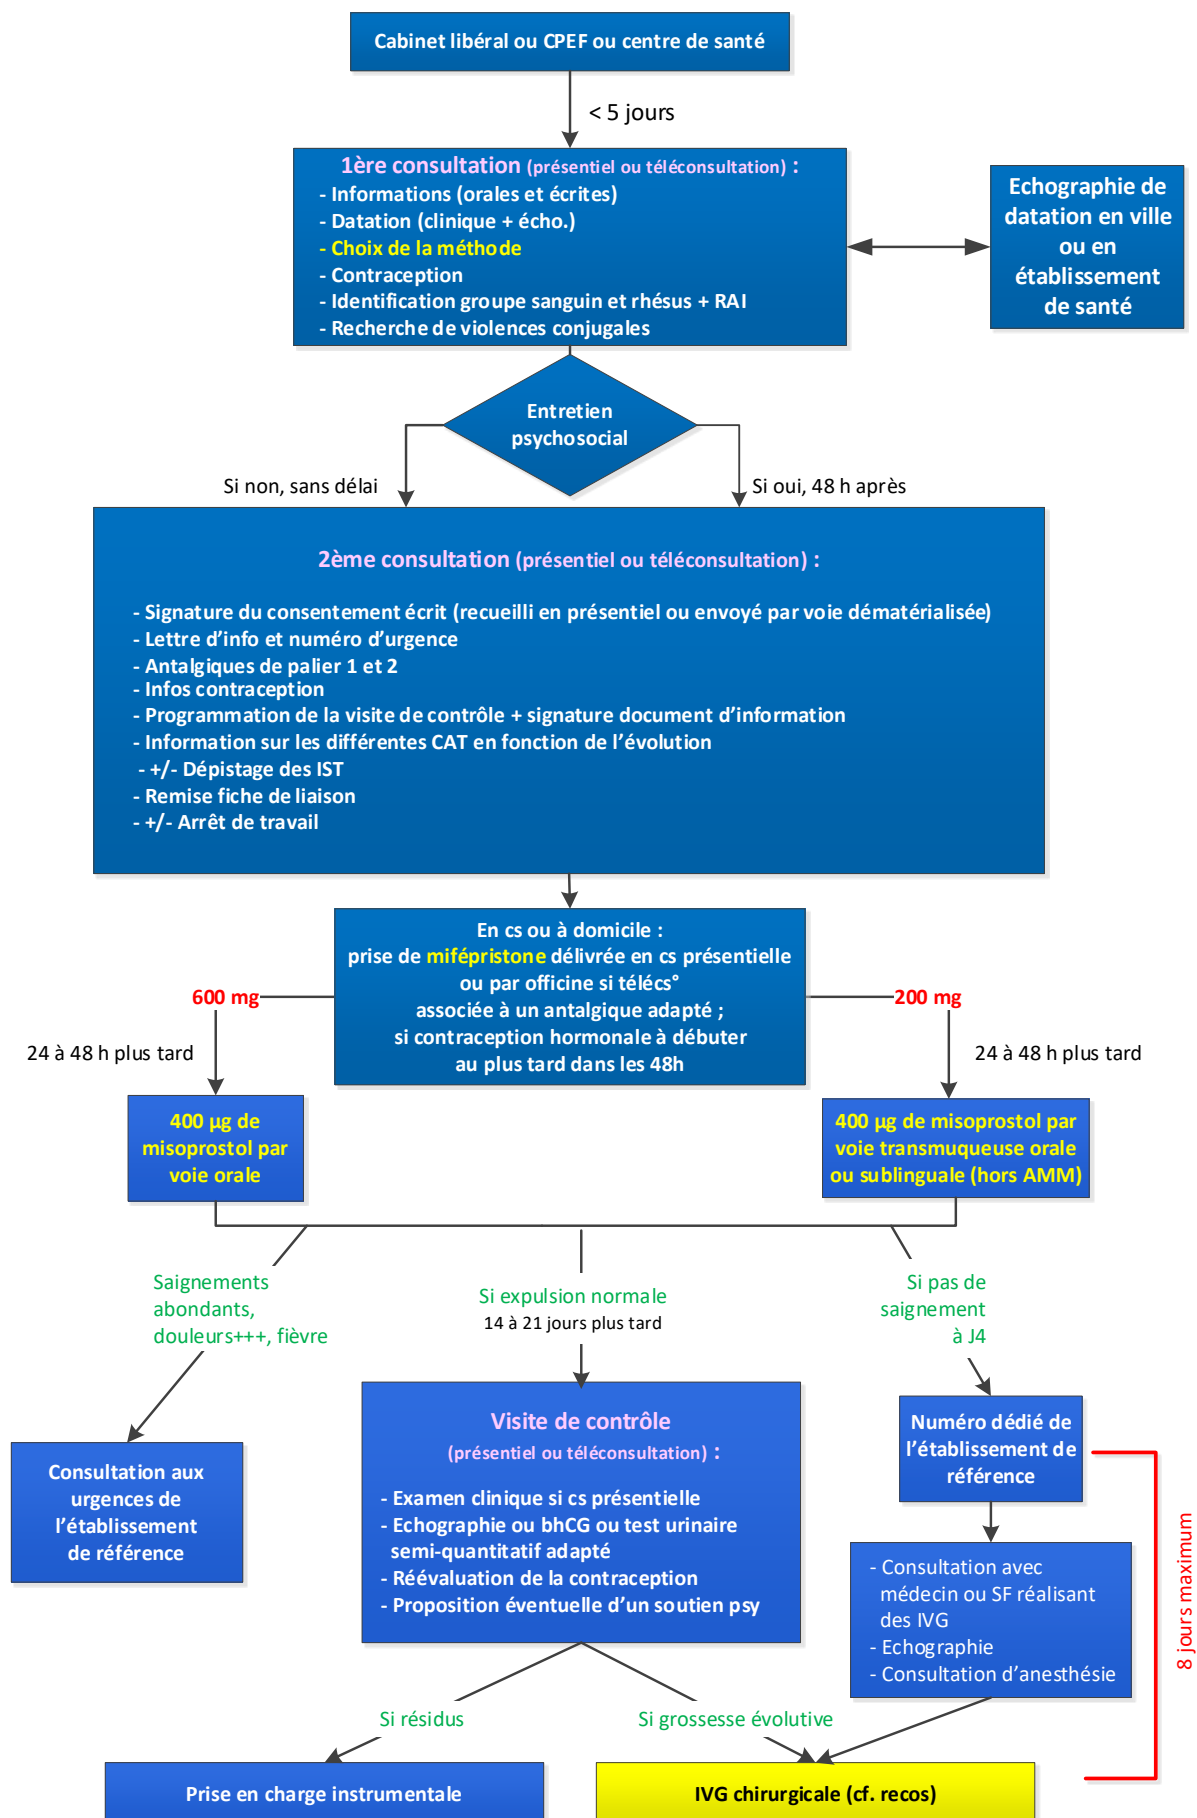 Cabinet libéral ou CPEF ou centre de santé
< 5 jours
1ère consultation (présentiel ou téléconsultation) :
- Informations (orales et écrites)
- Datation (clinique + écho.)
- Choix de la méthode
- Contraception
- Identification groupe sanguin et rhésus + RAI
- Recherche de violences conjugales
Echographie de
datation en ville
ou en
établissement
de santé
Entretien
psychosocial
Si non, sans délai
Si oui, 48 h après
2ème consultation (présentiel ou téléconsultation) :
- Signature du consentement écrit (recueilli en présentiel ou envoyé par voie dématérialisée)
- Lettre d’info et numéro d’urgence
- Antalgiques de palier 1 et 2
- Infos contraception
- Programmation de la visite de contrôle + signature document d’information
- Information sur les différentes CAT en fonction de l’évolution
- +/- Dépistage des IST
- Remise fiche de liaison
- +/- Arrêt de travail
En cs ou à domicile :
prise de mifépristone délivrée en cs présentielle
ou par officine si télécs°
associée à un antalgique adapté ;
si contraception hormonale à débuter
au plus tard dans les 48h
600 mg
200 mg
24 à 48 h plus tard
24 à 48 h plus tard
400 µg de
misoprostol par
voie orale
400 µg de misoprostol par
voie transmuqueuse orale
ou sublinguale (hors AMM)
Saignements
abondants,
douleurs+++, fièvre
Si expulsion normale
14 à 21 jours plus tard
Si pas de
saignement
à J4
Consultation aux
urgences de
l’établissement
de référence
Visite de contrôle
(présentiel ou téléconsultation) :
- Examen clinique si cs présentielle
- Echographie ou bhCG ou test urinaire
semi-quantitatif adapté
- Réévaluation de la contraception
- Proposition éventuelle d’un soutien psy
Numéro dédié de
l’établissement de
référence
- Consultation avec
médecin ou SF réalisant
des IVG
- Echographie
- Consultation d’anesthésie
8 jours maximum
Si résidus
Si grossesse évolutive
Prise en charge instrumentale
IVG chirurgicale (cf. recos)